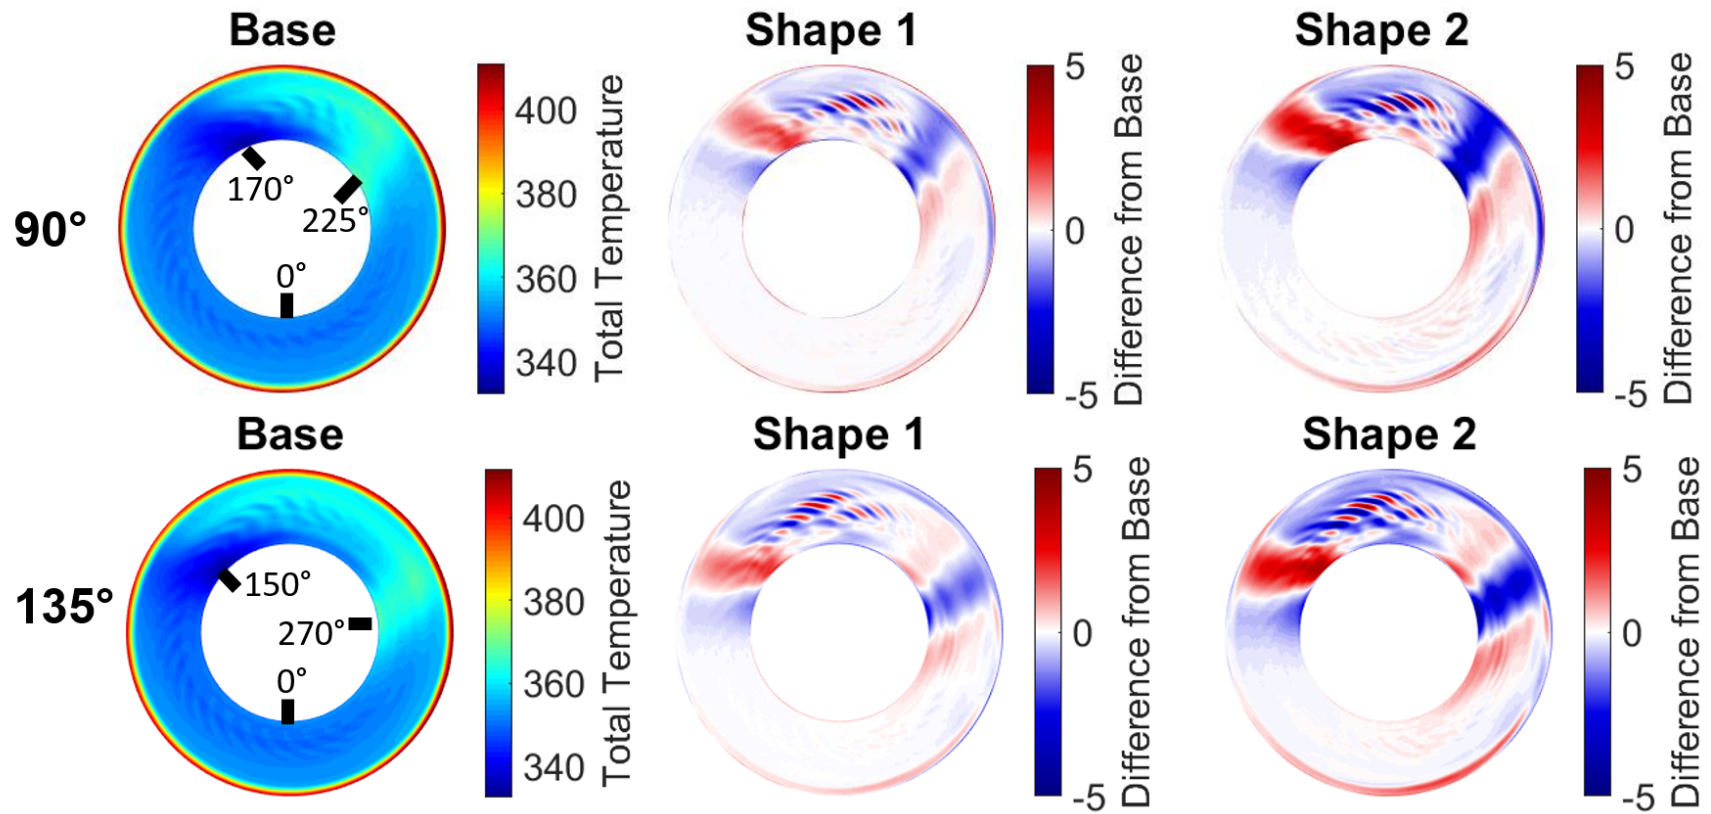 Base
Shape 1
Shape 2
90°
170°
225°
0°
400
380
360
340
Total Temperature
5
0
-5
Difference from Base
5
0
-5
Difference from Base
Base
Shape 1
Shape 2
135°
150°
270°
0°
400
380
360
340
Total Temperature
5
0
-5
Difference from Base
5
0
-5
Difference from Base